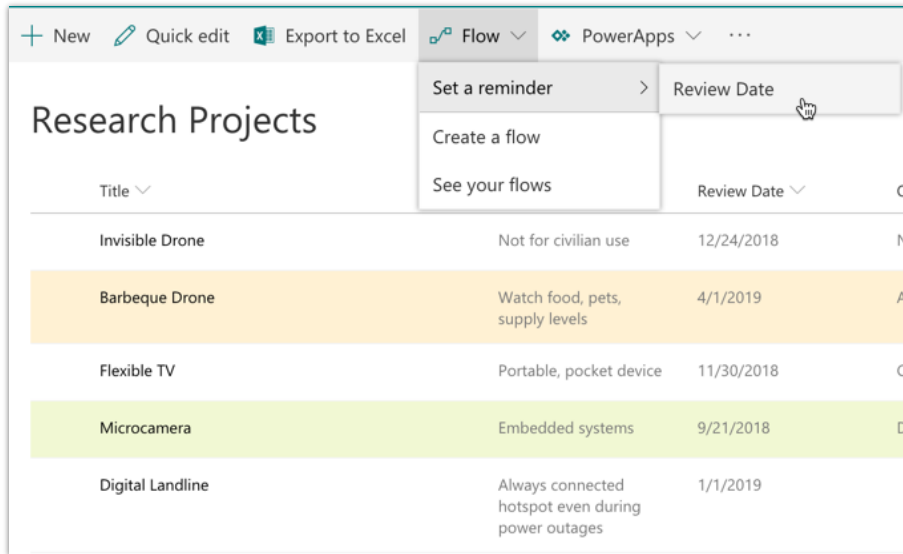 New Quick edit Export to Excel Flow PowerApps ...
Set a reminder Review Date
Create a flow
See your flows
Research Projects
Title Review Date
Invisible Drone Not for civilian use 12/24/2018
Barbeque Drone Watch food, pets, 4/1/2019
supply levels
Flexible TV Portable, pocket device 11/30/2018
Microcamera Embedded systems 9/21/2018
Digital Landline Always connected 1/1/2019
hotspot even during
power outages